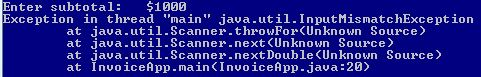 Enter subtotal:   $1000
Exception in thread "main" java.util.InputMismatchException
        at java.util.Scanner.throwFor(Unknown Source)
        at java.util.Scanner.next(Unknown Source)
        at java.util.Scanner.nextDouble(Unknown Source)
        at InvoiceApp.main(InvoiceApp.java:20)